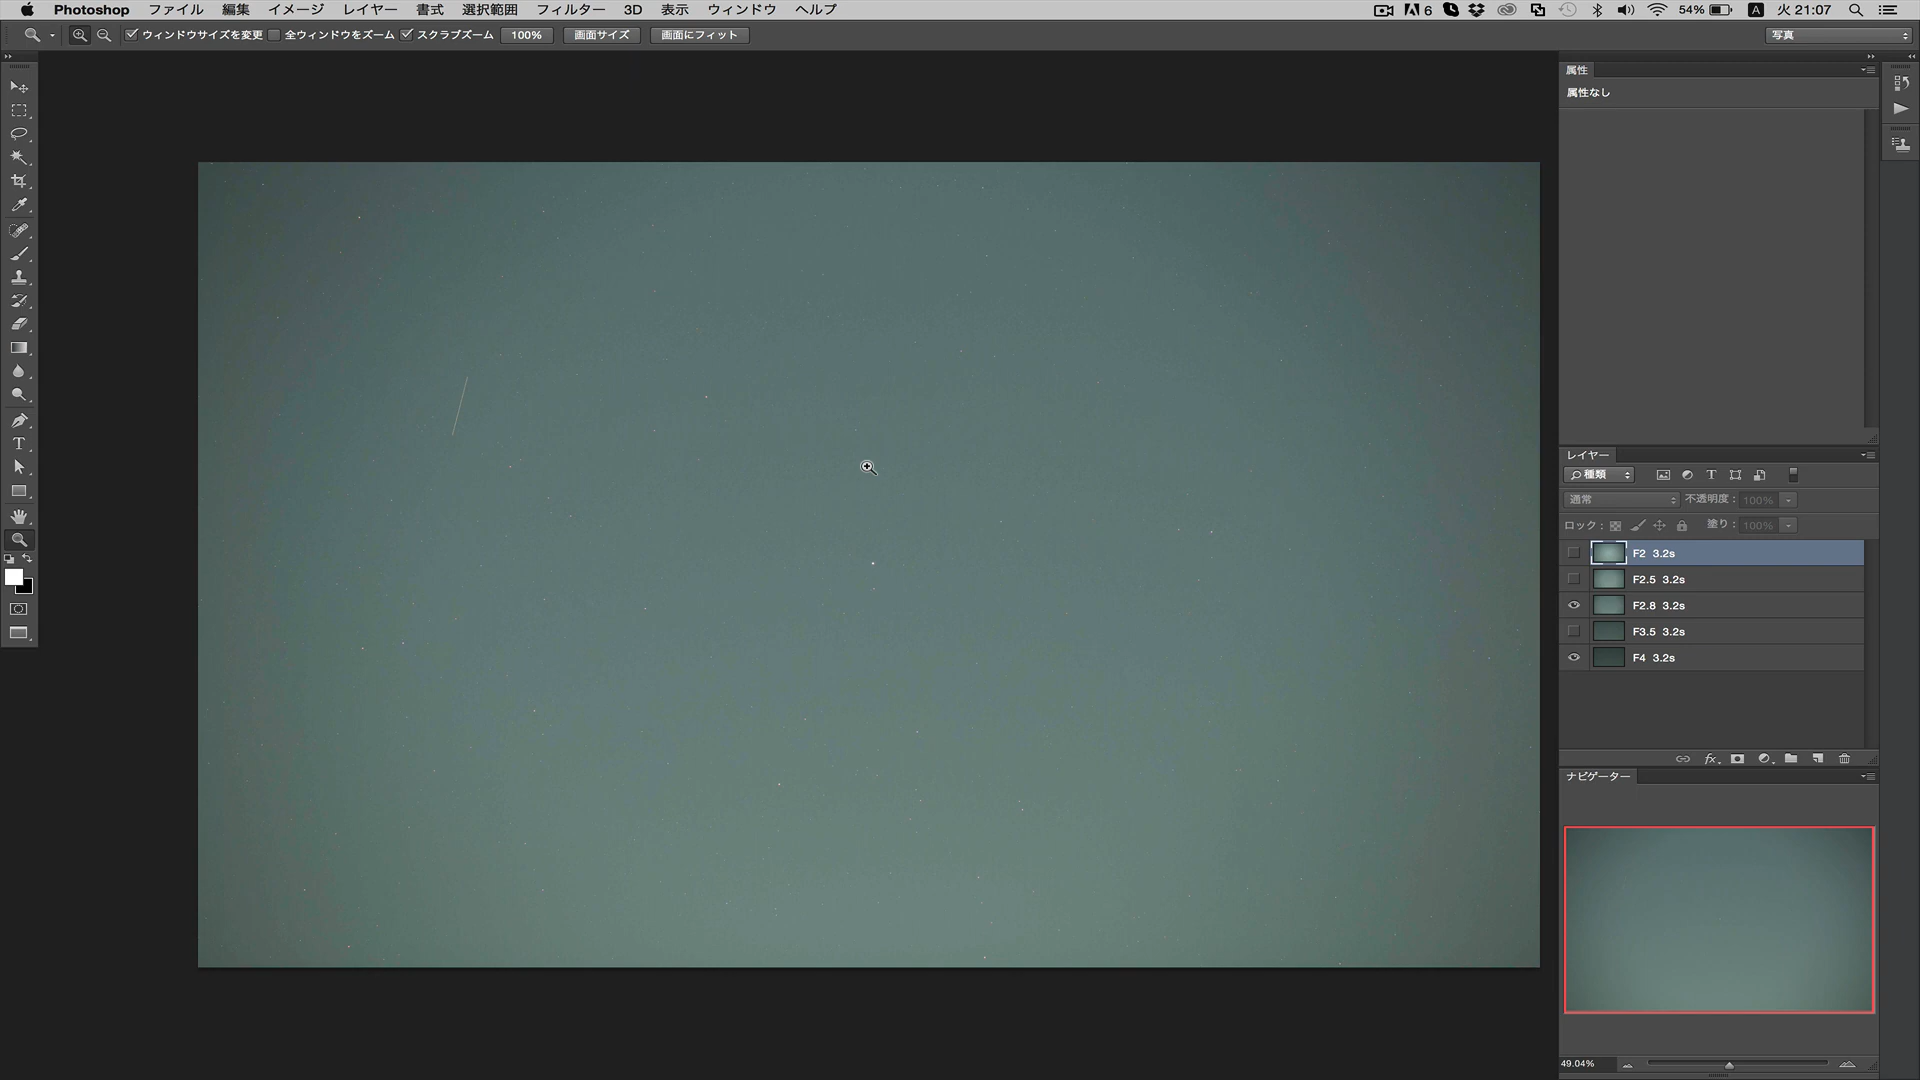 Photoshop ファイル 編集 イメージ レイヤー 書式 選択範囲 フィルター 3D 表示 ウィンドウ ヘルプ 6 54% A 火 21:07
ウィンドウサイズを変更 全ウィンドウをズーム スクラブズーム 100% 画面サイズ 画面にフィット 写真
属性
属性なし
レイヤー
種類
通常 不透明度： 100%
ロック： 塗り： 100%
F2 3.2s
F2.5 3.2s
F2.8 3.2s
F3.5 3.2s
F4 3.2s
fx
ナビゲーター
49.04%